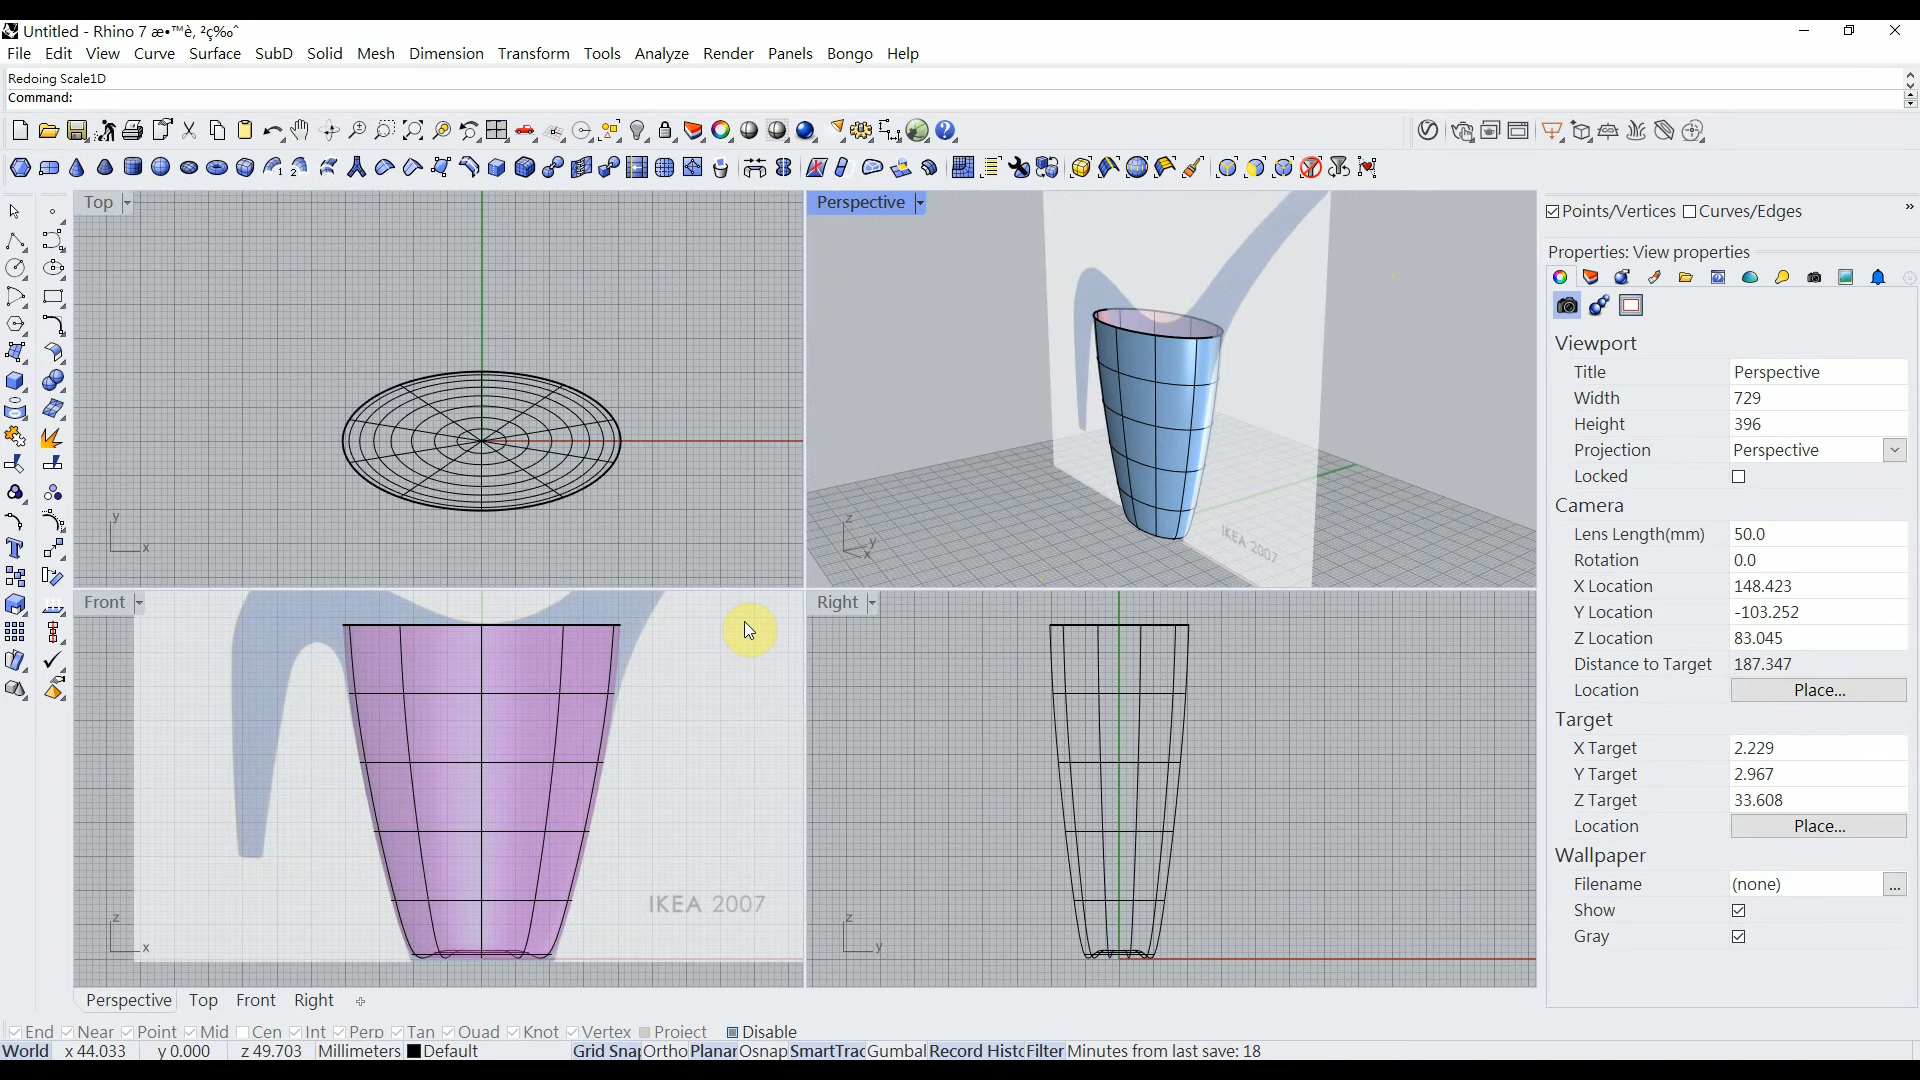 Untitled - Rhino 7 æ•™è‚²ç‰ˆ
File Edit View Curve Surface SubD Solid Mesh Dimension Transform Tools Analyze Render Panels Bongo Help
Redoing Scale1D
Command:
Top
Perspective
Points/Vertices Curves/Edges
Properties: View properties
Viewport
Title Perspective
Width 729
Height 396
Projection Perspective
Locked
Camera
Lens Length(mm) 50.0
Rotation 0.0
X Location 148.423
Y Location -103.252
Z Location 83.045
Distance to Target 187.347
Location Place...
Target
X Target 2.229
Y Target 2.967
Z Target 33.608
Location Place...
Wallpaper
Filename (none) ...
Show
Gray
y
x
z
y
x
IKEA 2007
Front
Right
IKEA 2007
z
x
z
y
Perspective Top Front Right
End Near Point Mid Cen Int Perp Tan Quad Knot Vertex Project Disable
World x 44.033 y 0.000 z 49.703 Millimeters Default Grid Snap Ortho Planar Osnap SmartTrac Gumbal Record Histo Filter Minutes from last save: 18